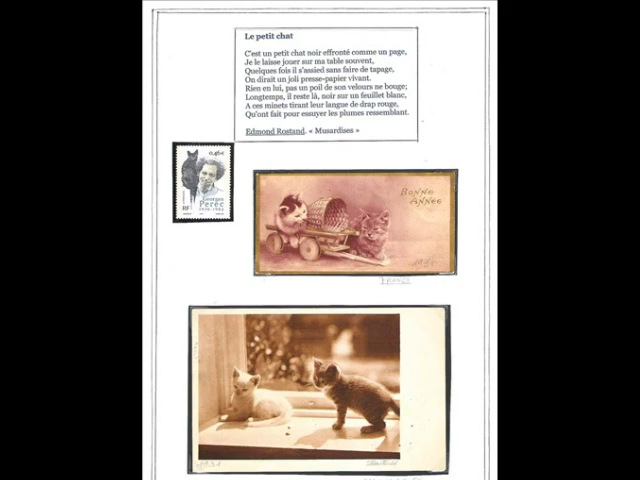 Le petit chat
C'est un petit chat noir effronté comme un page,
Je le laisse jouer sur ma table souvent,
Quelques fois il s'assied sans faire de tapage,
On dirait un joli presse-papier vivant.
Rien en lui, pas un poil de son velours ne bouge;
Longtemps, il reste là, noir sur un feuillet blanc,
A ces minets tirant leur langue de drap rouge,
Qu'ont fait pour essuyer les plumes ressemblant.
Edmond Rostand. « Musardises »
0,46€
Georges
Perec
1936-1982
RF
BONNE
ANNÉE
FRANCE